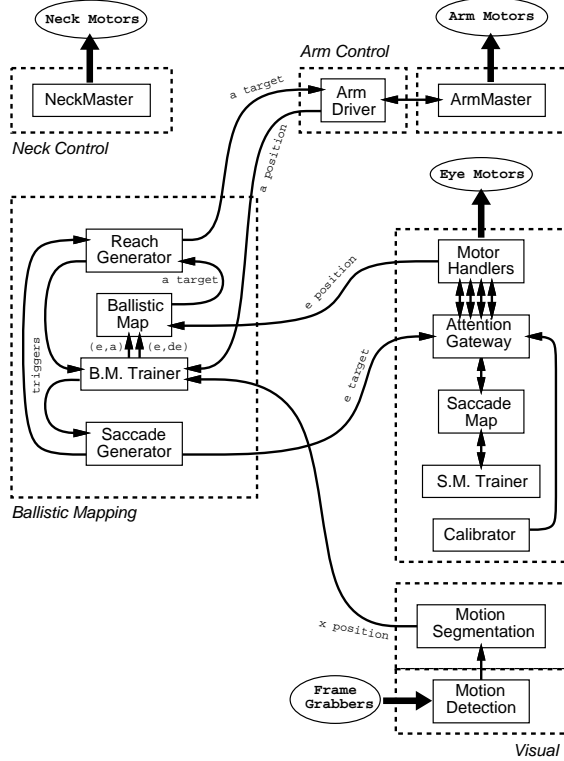 Neck Motors
Arm Motors
Arm Control
NeckMaster
Arm
Driver
ArmMaster
Neck Control
a target
a position
Eye Motors
Reach
Generator
a target
Motor
Handlers
e position
Ballistic
Map
(e,a)
(e,de)
Attention
Gateway
B.M. Trainer
triggers
e target
Saccade
Map
Saccade
Generator
S.M. Trainer
Ballistic Mapping
Calibrator
x position
Motion
Segmentation
Frame
Grabbers
Motion
Detection
Visual